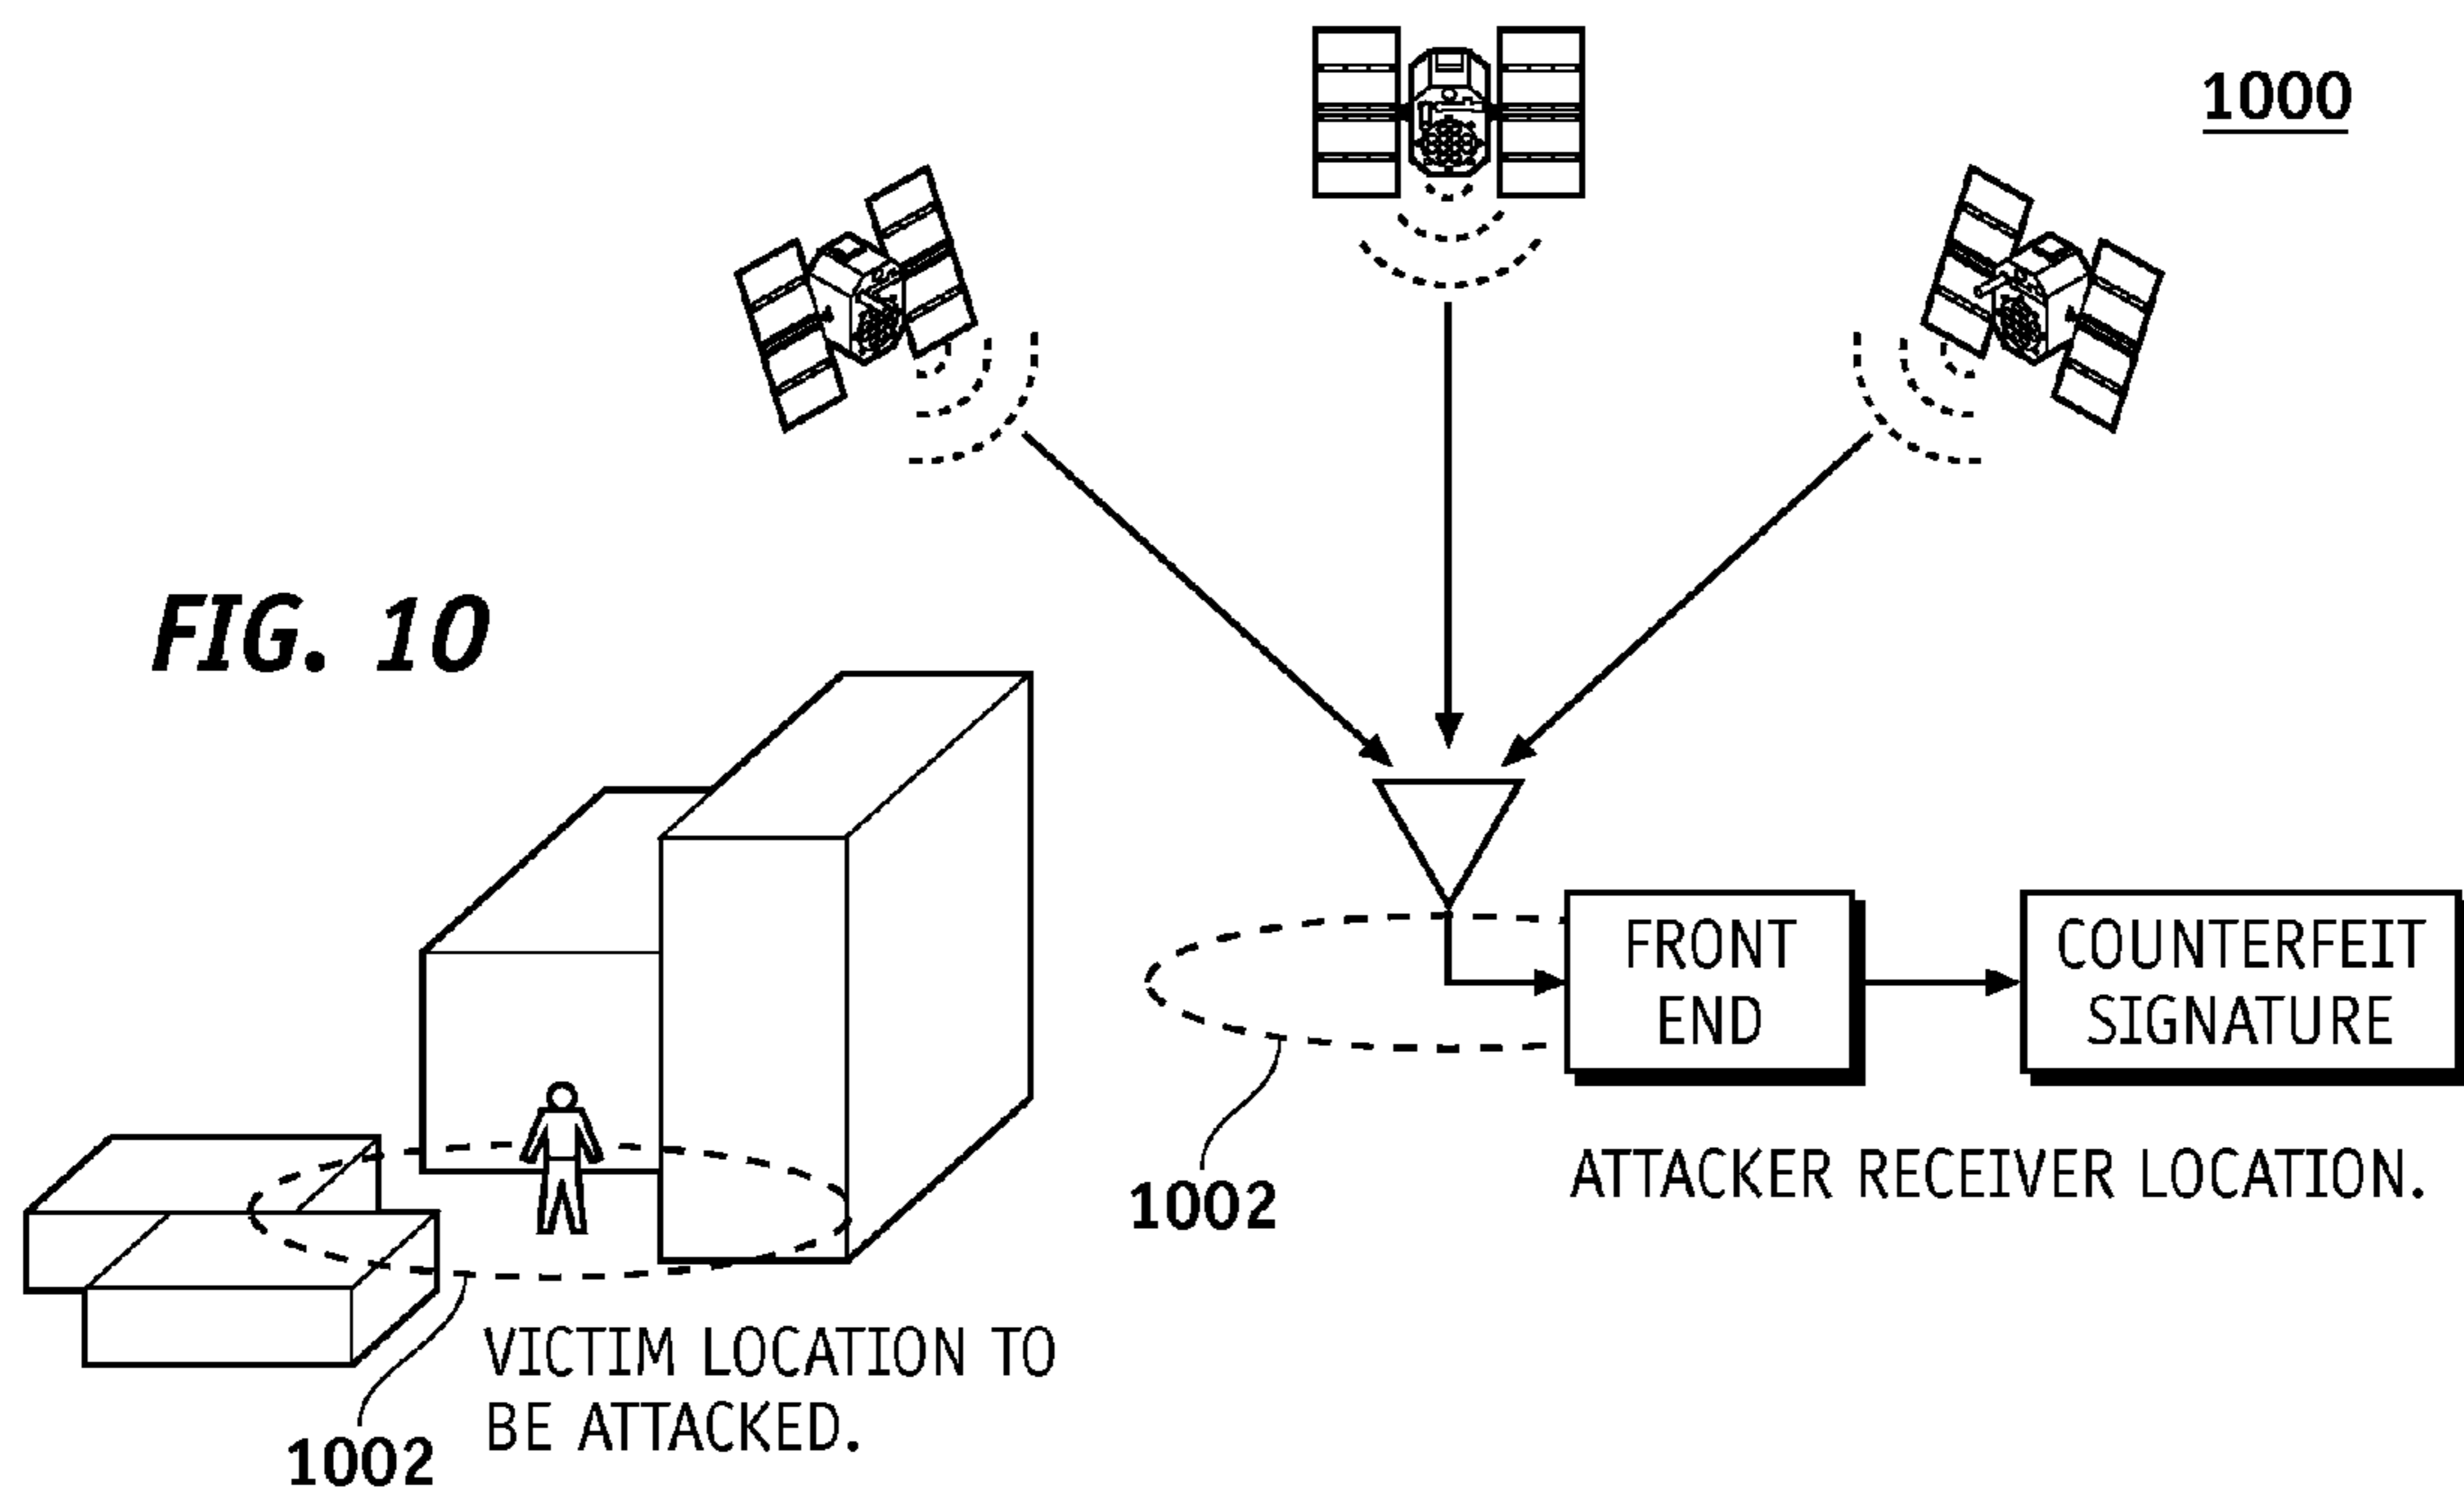 1000
FIG. 10
FRONT
END
COUNTERFEIT
SIGNATURE
1002
ATTACKER RECEIVER LOCATION.
VICTIM LOCATION TO
BE ATTACKED.
1002